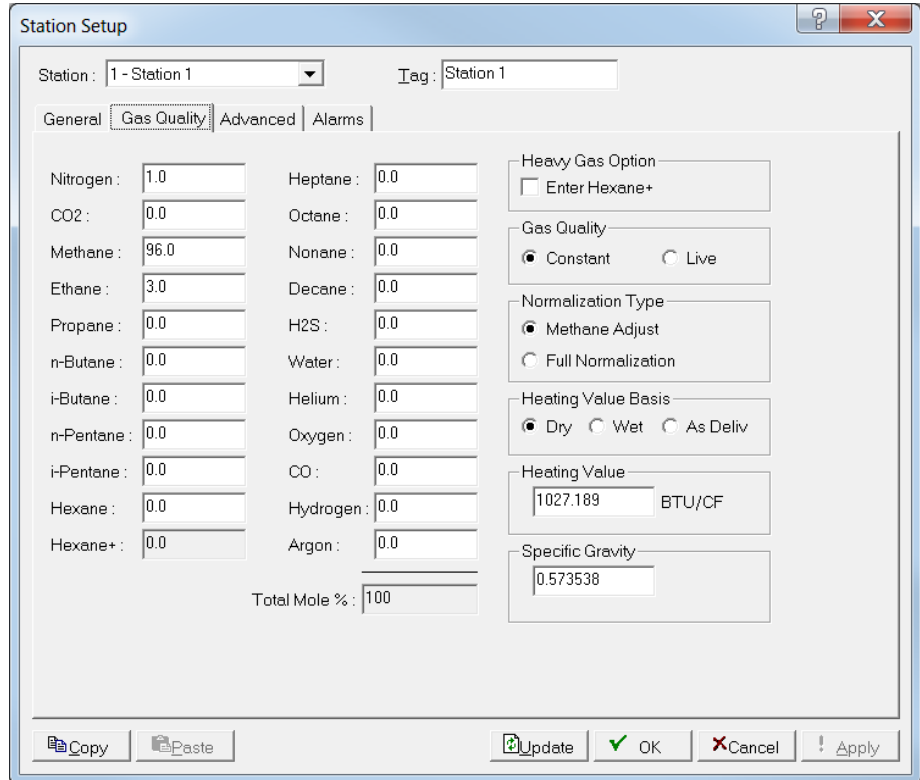 Station Setup
Station : 1 - Station 1 Tag : Station 1
General Gas Quality Advanced Alarms
Nitrogen : 1.0 Heptane : 0.0
CO2 : 0.0 Octane : 0.0
Methane : 96.0 Nonane : 0.0
Ethane : 3.0 Decane : 0.0
Propane : 0.0 H2S : 0.0
n-Butane : 0.0 Water : 0.0
i-Butane : 0.0 Helium : 0.0
n-Pentane : 0.0 Oxygen : 0.0
i-Pentane : 0.0 CO : 0.0
Hexane : 0.0 Hydrogen : 0.0
Hexane+ : 0.0 Argon : 0.0
Total Mole % : 100
Heavy Gas Option
Enter Hexane+
Gas Quality
Constant Live
Normalization Type
Methane Adjust
Full Normalization
Heating Value Basis
Dry Wet As Deliv
Heating Value
1027.189 BTU/CF
Specific Gravity
0.573538
Copy Paste Update OK Cancel ! Apply